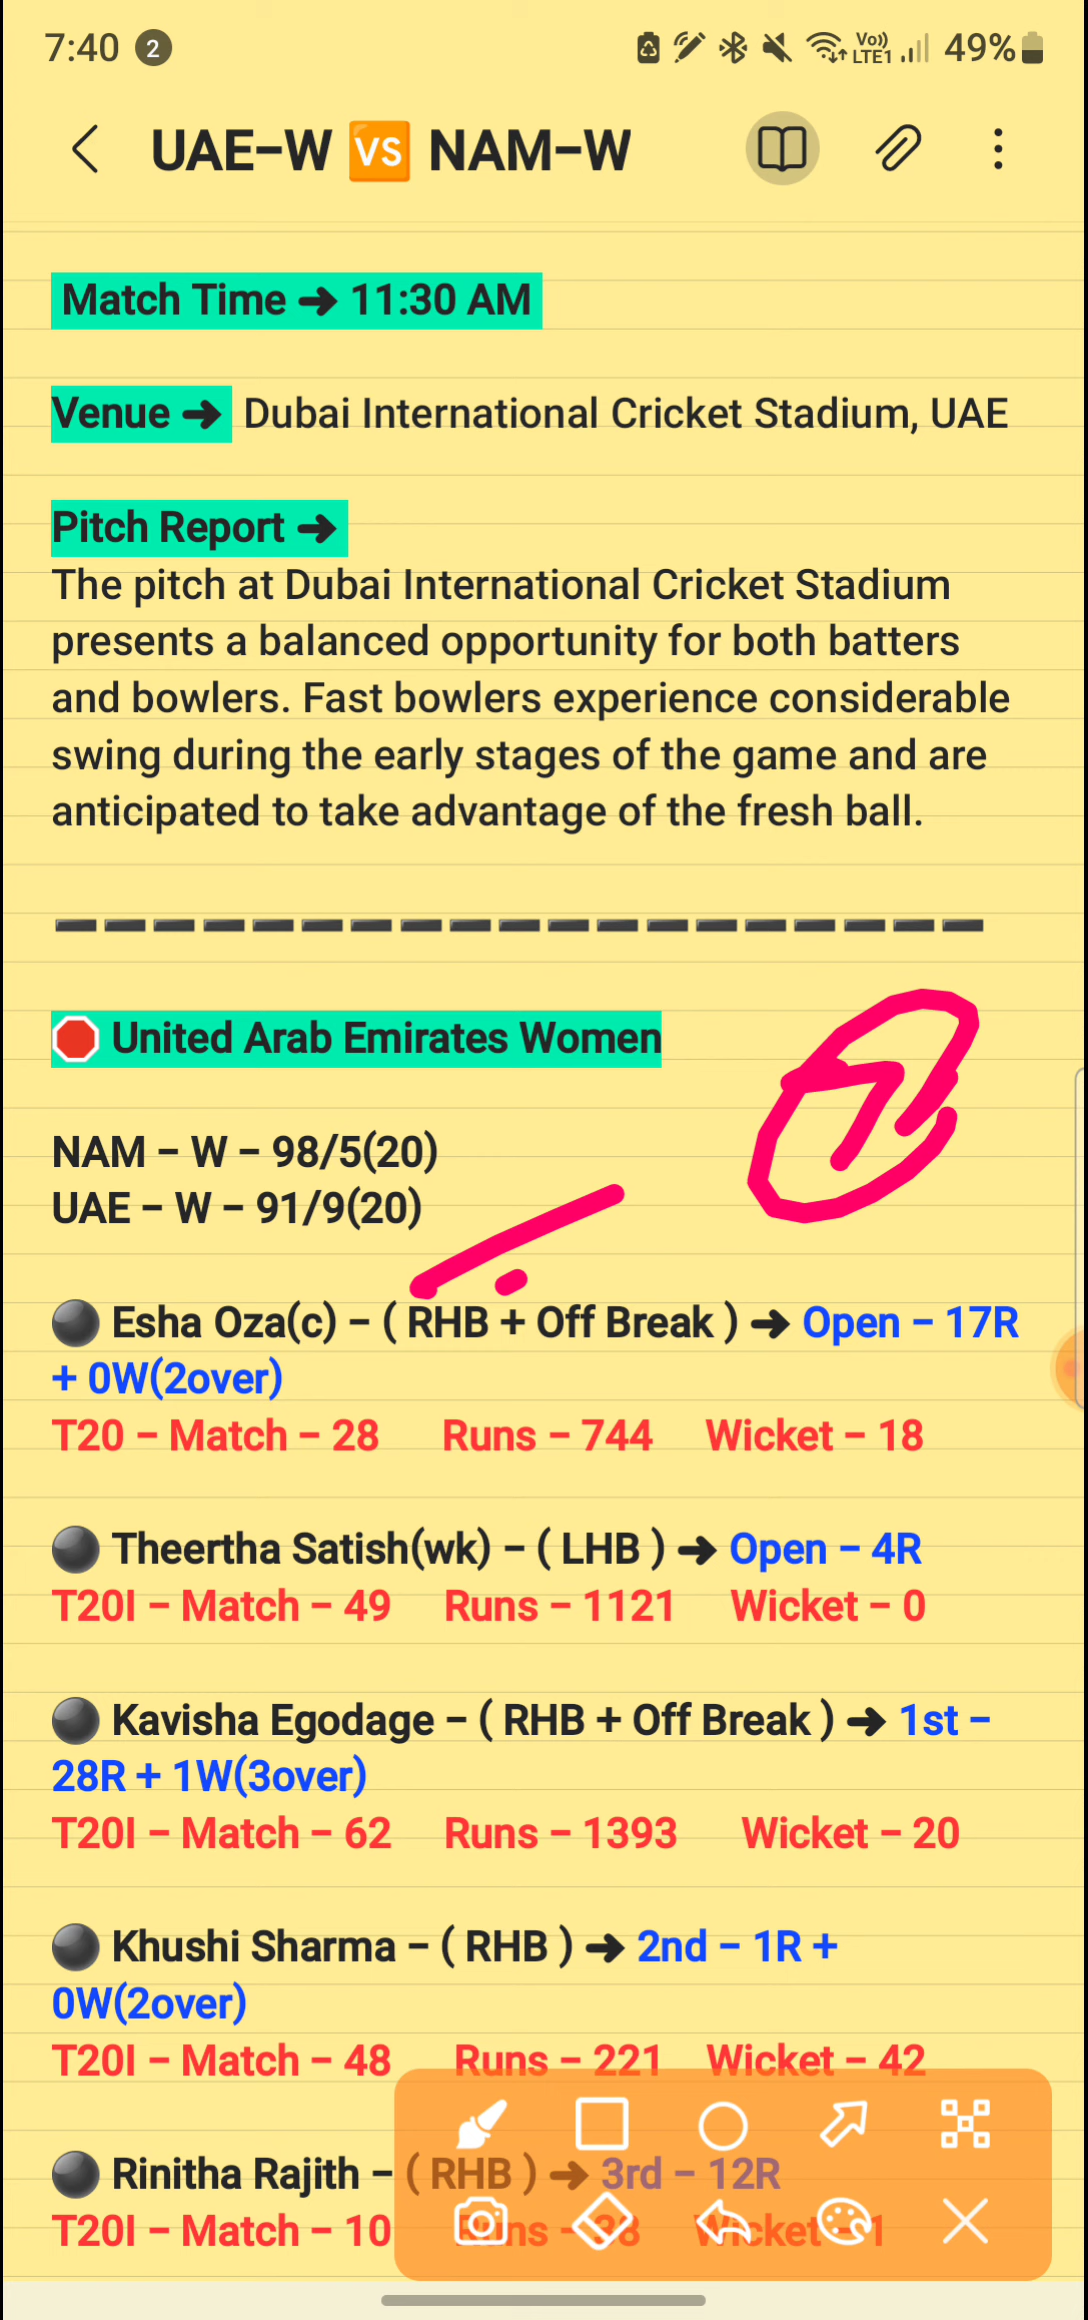 7:40 2 Vo)) LTE1 49%
UAE–W VS NAM–W
Match Time ➔ 11:30 AM
Venue ➔ Dubai International Cricket Stadium, UAE
Pitch Report ➔
The pitch at Dubai International Cricket Stadium
presents a balanced opportunity for both batters
and bowlers. Fast bowlers experience considerable
swing during the early stages of the game and are
anticipated to take advantage of the fresh ball.
United Arab Emirates Women
NAM – W – 98/5(20)
UAE – W – 91/9(20)
Esha Oza(c) – ( RHB + Off Break ) ➔ Open – 17R
+ 0W(2over)
T20 – Match – 28 Runs – 744 Wicket – 18
Theertha Satish(wk) – ( LHB ) ➔ Open – 4R
T20I – Match – 49 Runs – 1121 Wicket – 0
Kavisha Egodage – ( RHB + Off Break ) ➔ 1st –
28R + 1W(3over)
T20I – Match – 62 Runs – 1393 Wicket – 20
Khushi Sharma – ( RHB ) ➔ 2nd – 1R +
0W(2over)
T20I – Match – 48 Runs – 221 Wicket – 42
Rinitha Rajith – ( RHB ) ➔ 3rd – 12R
T20I – Match – 10 Runs – 38 Wicket – 1